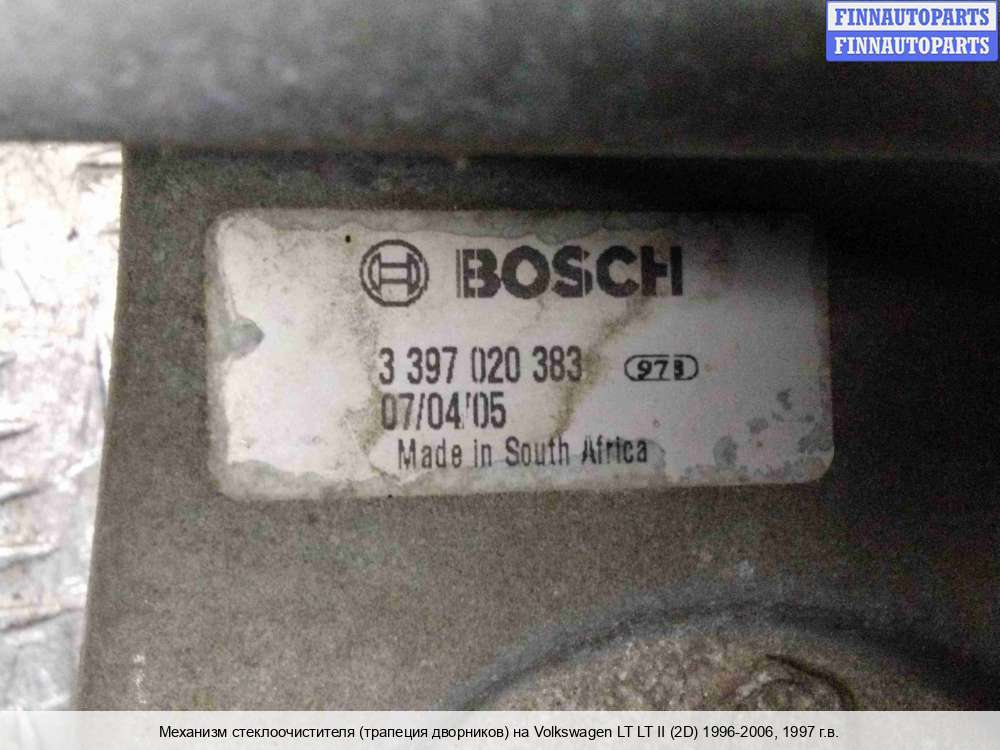 FINNAUTOPARTS
FINNAUTOPARTS
BOSCH
3 397 020 383
07/04/05
Made in South Africa
Механизм стеклоочистителя (трапеция дворников) на Volkswagen LT LT II (2D) 1996-2006, 1997 г.в.